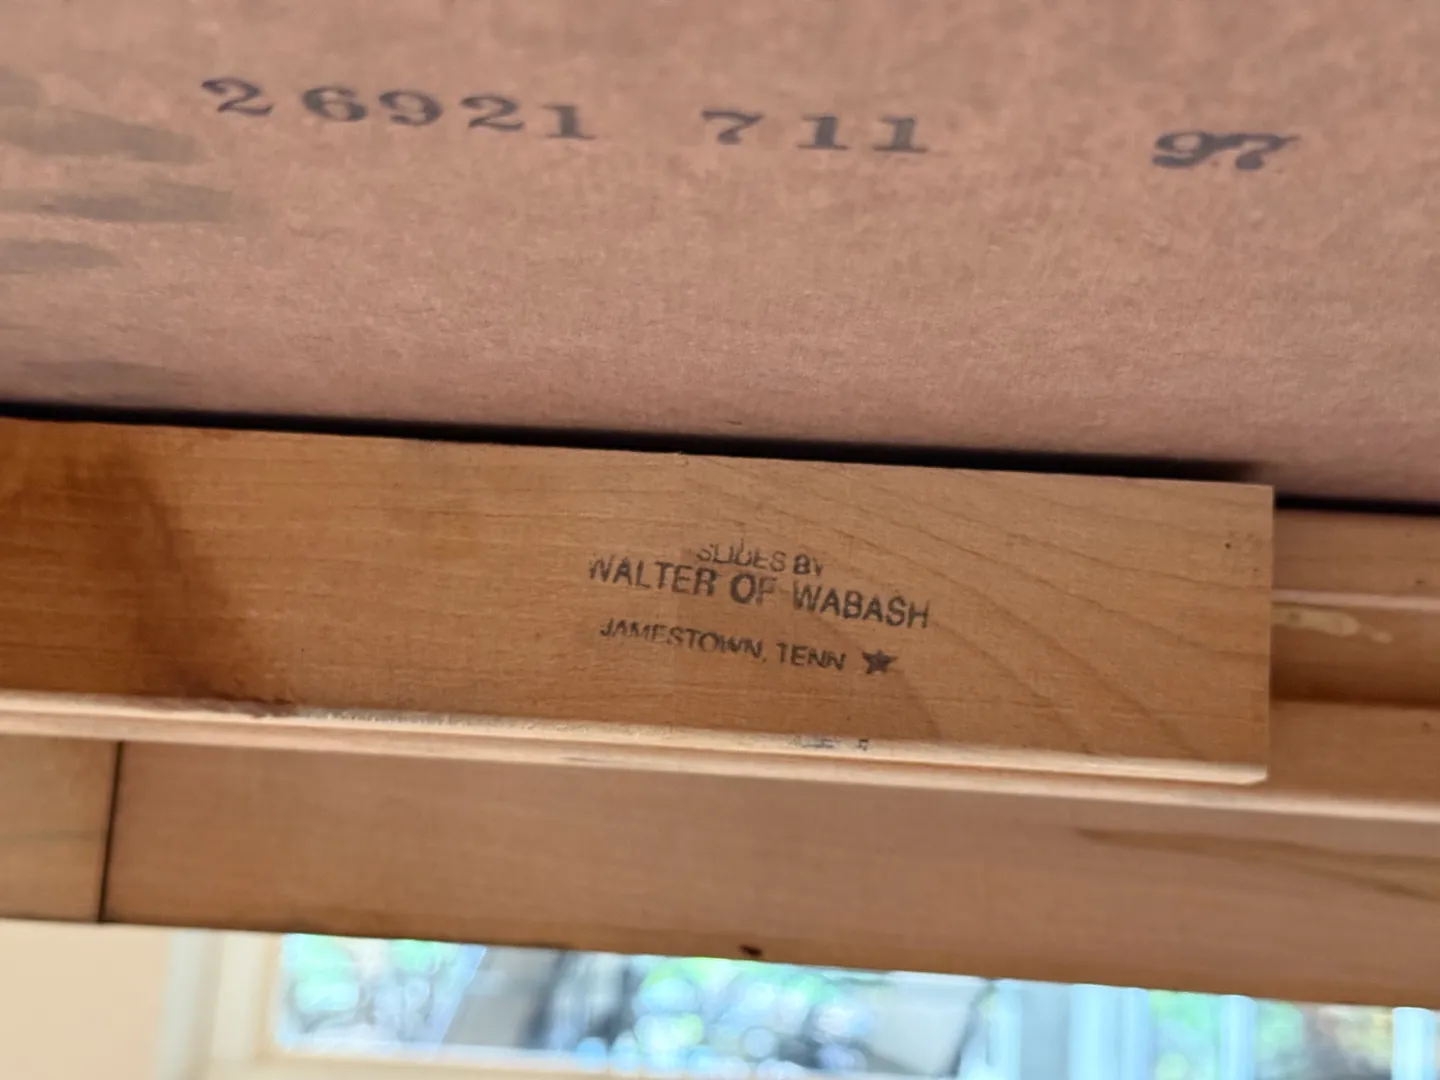 26921 711 97
SLIDES BY
WALTER OF WABASH
JAMESTOWN, TENN ★